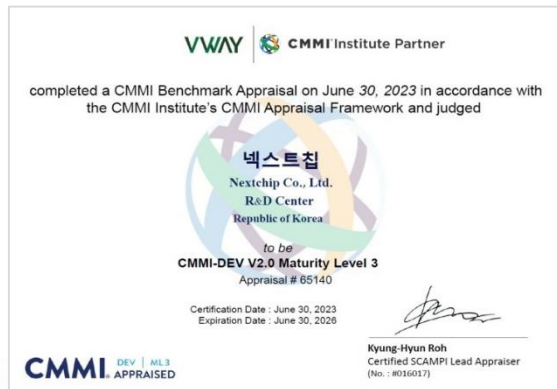 VWAY CMMI Institute Partner
completed a CMMI Benchmark Appraisal on June 30, 2023 in accordance with
the CMMI Institute's CMMI Appraisal Framework and judged
넥스트칩
Nextchip Co., Ltd.
R&D Center
Republic of Korea
to be
CMMI-DEV V2.0 Maturity Level 3
Appraisal # 65140
Certification Date : June 30, 2023
Expiration Date : June 30, 2026
Kyung-Hyun Roh
Certified SCAMPI Lead Appraiser
(No. : #016017)
CMMI DEV | ML3
APPRAISED